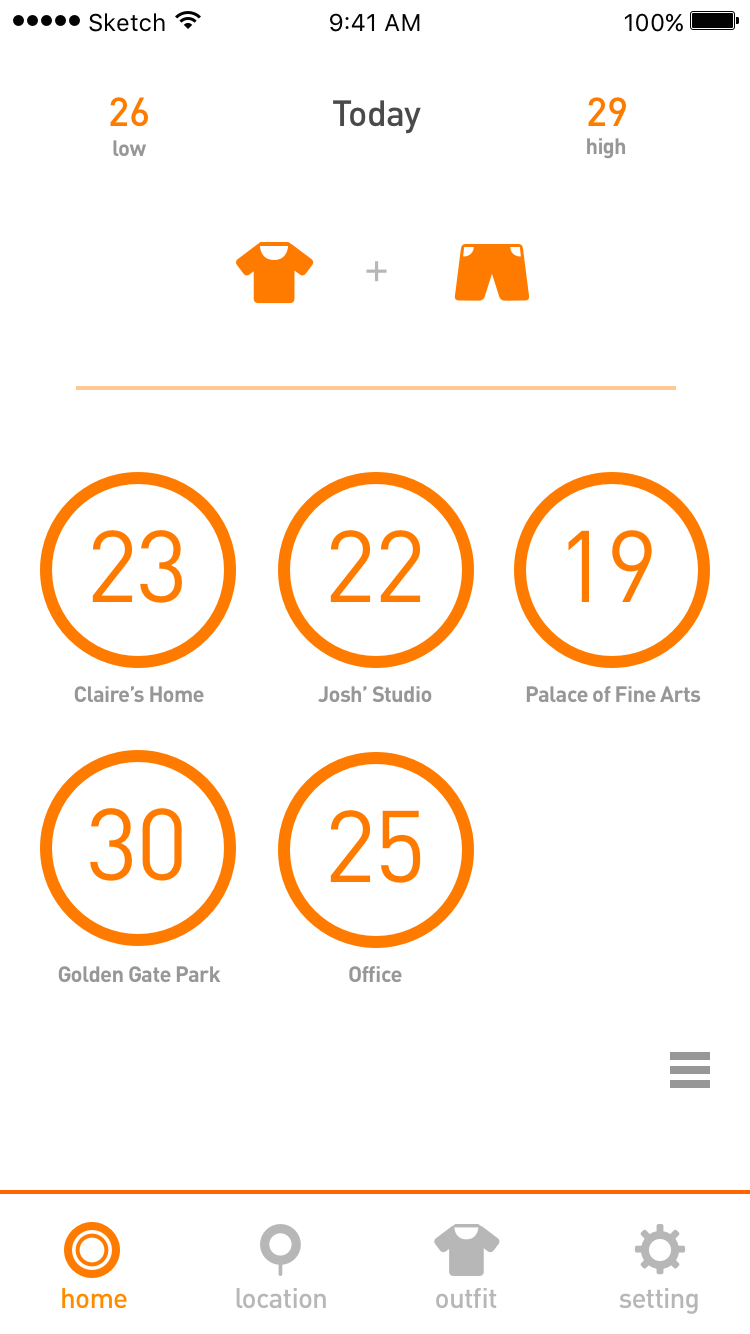 Sketch 9:41 AM 100%
26 Today 29
low high
+
23 22 19
Claire’s Home Josh’ Studio Palace of Fine Arts
30 25
Golden Gate Park Office
home location outfit setting